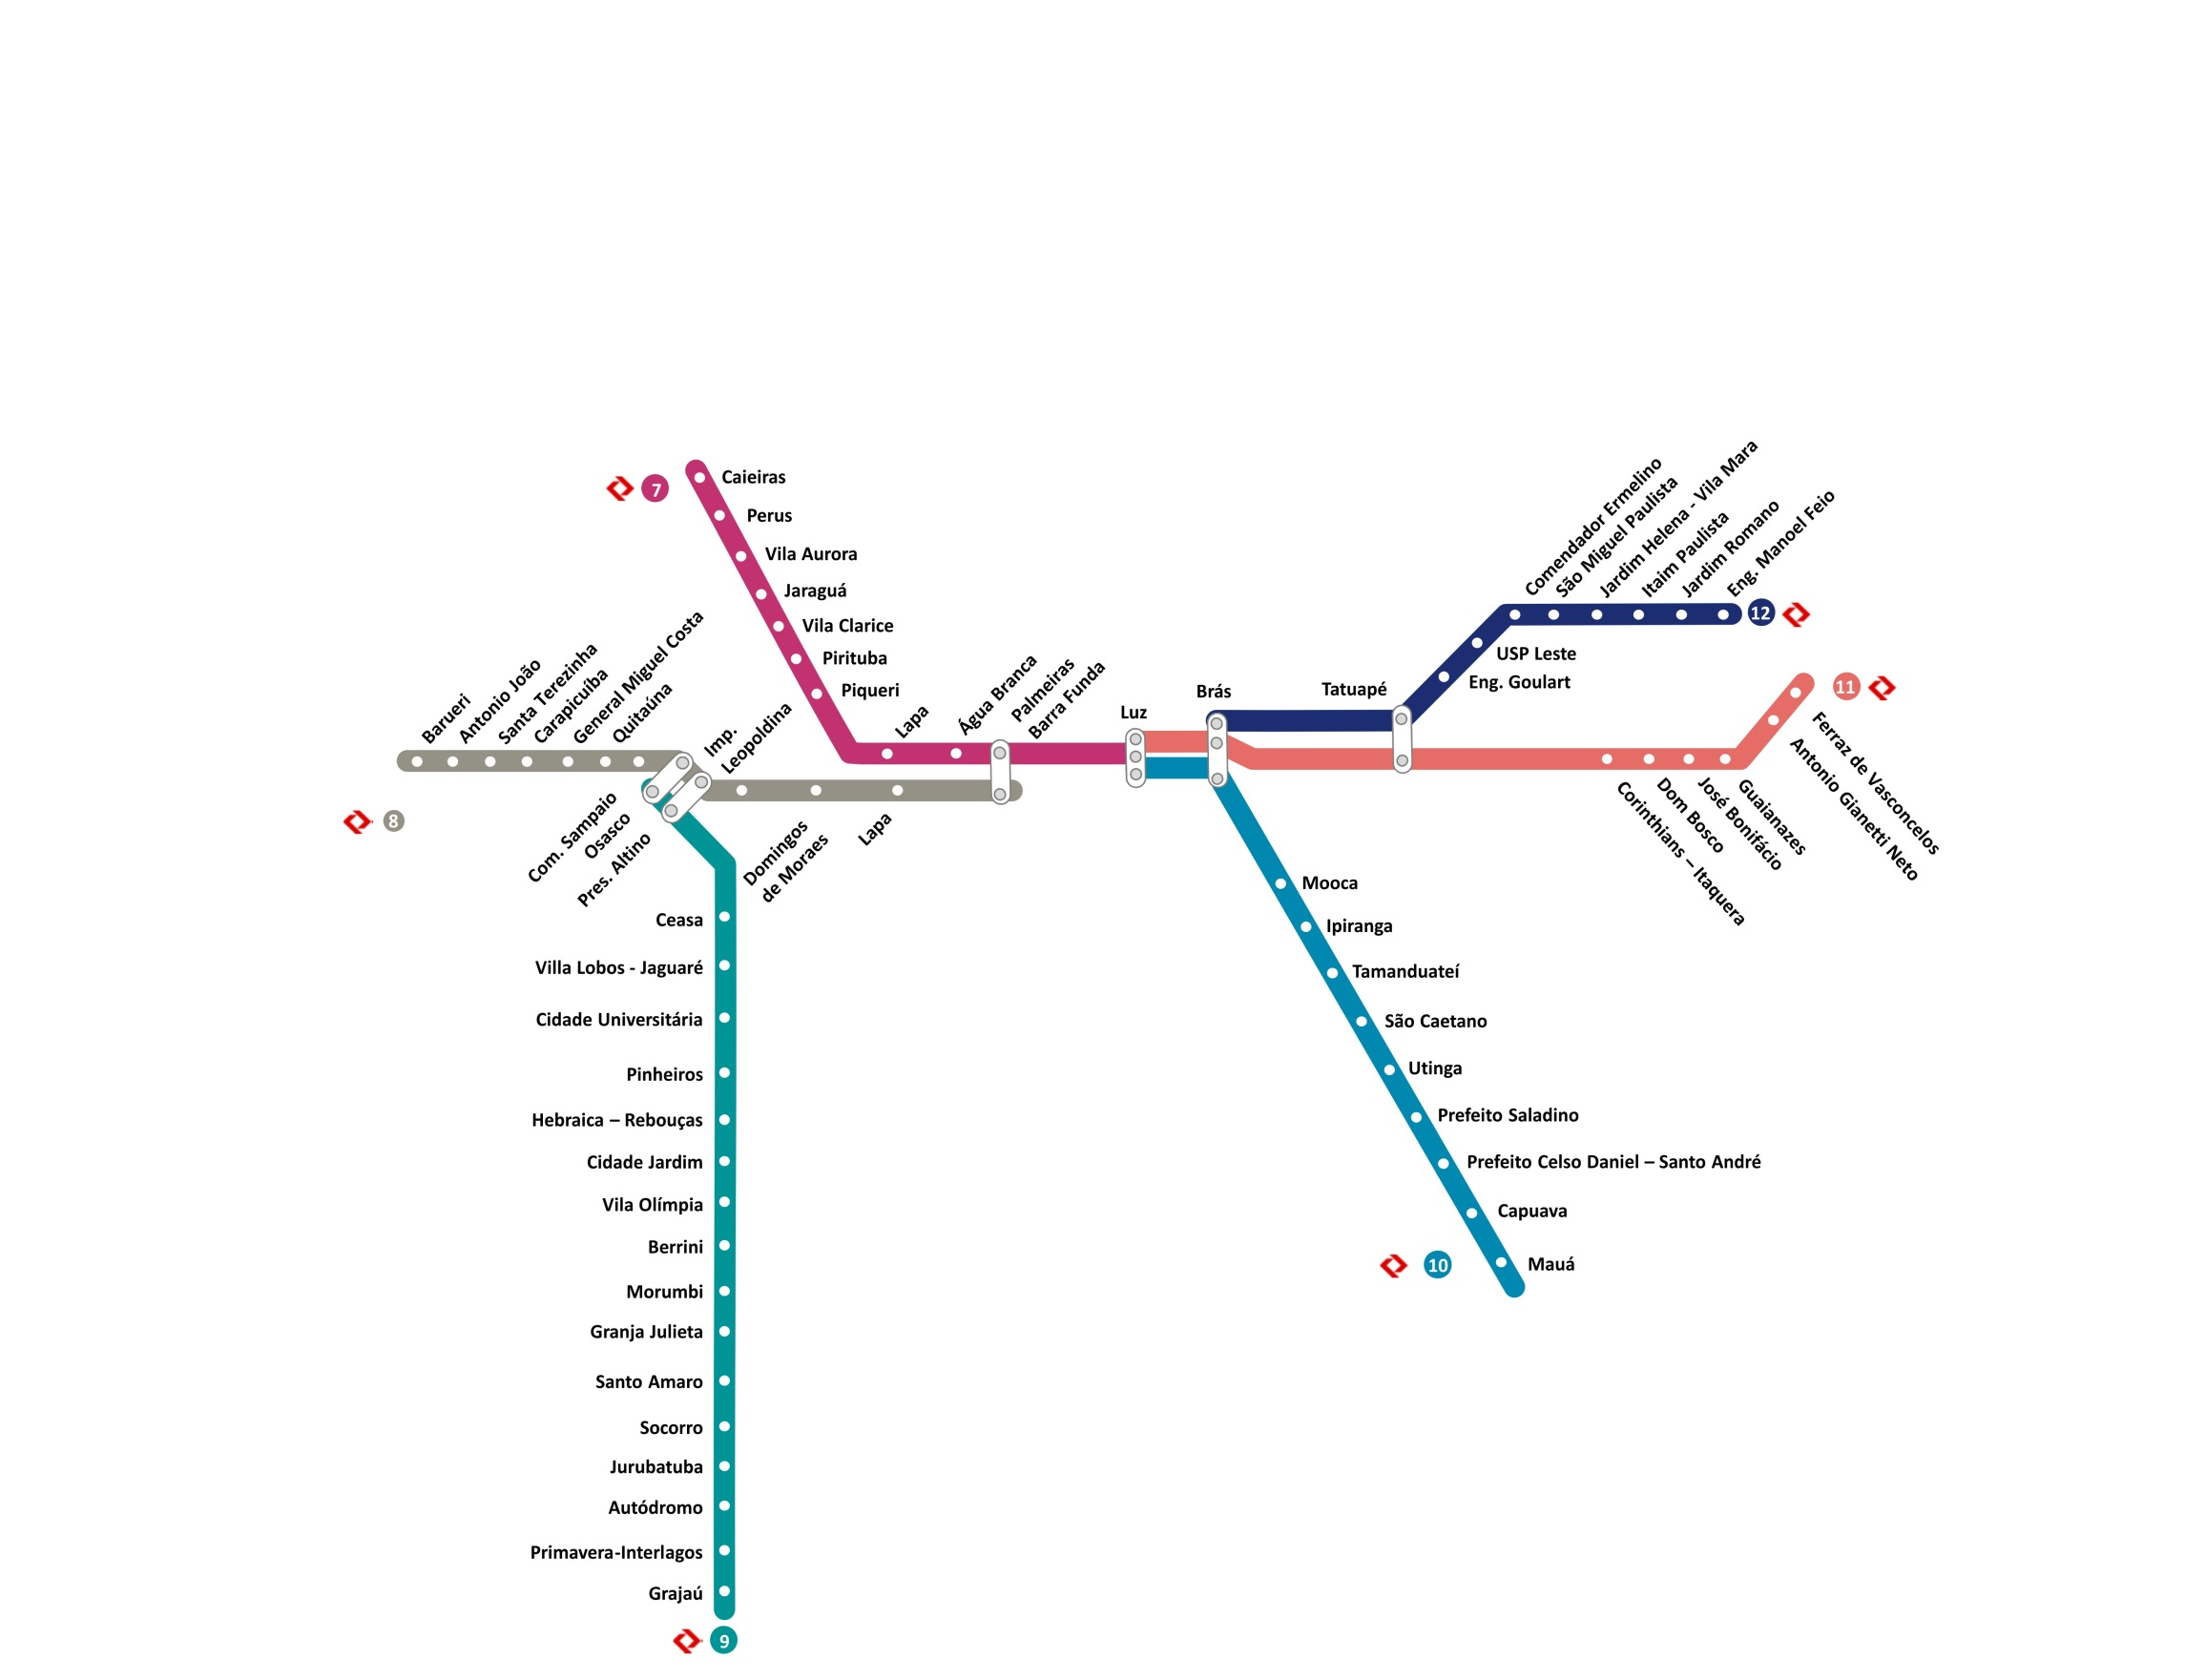 7
Caieiras
Perus
Vila Aurora
Jaraguá
Vila Clarice
Pirituba
Piqueri
Lapa
Água Branca
Palmeiras
Barra Funda
Luz
Brás
Tatuapé
Barueri
Antonio João
Santa Terezinha
Carapicuíba
General Miguel Costa
Quitaúna
Imp.
Leopoldina
8
Com. Sampaio
Osasco
Pres. Altino
Domingos
de Moraes
Lapa
Comendador Ermelino
São Miguel Paulista
Jardim Helena - Vila Mara
Itaim Paulista
Jardim Romano
Eng. Manoel Feio
12
USP Leste
Eng. Goulart
11
Ferraz de Vasconcelos
Antonio Gianetti Neto
Guaianazes
José Bonifácio
Dom Bosco
Corinthians – Itaquera
Ceasa
Villa Lobos - Jaguaré
Cidade Universitária
Pinheiros
Hebraica – Rebouças
Cidade Jardim
Vila Olímpia
Berrini
Morumbi
Granja Julieta
Santo Amaro
Socorro
Jurubatuba
Autódromo
Primavera-Interlagos
Grajaú
9
Mooca
Ipiranga
Tamanduateí
São Caetano
Utinga
Prefeito Saladino
Prefeito Celso Daniel – Santo André
Capuava
Mauá
10